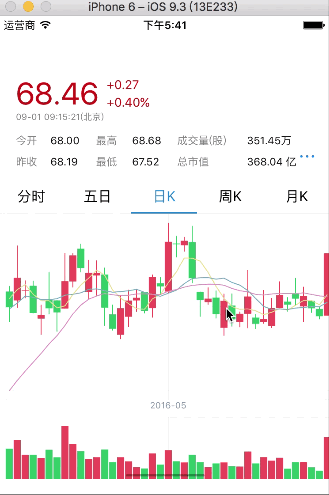 iPhone 6 – iOS 9.3 (13E233)
运营商 下午5:41
68.46 +0.27
+0.40%
09-01 09:15:21(北京)
今开 68.00 最高 68.68 成交量(股) 351.45万
昨收 68.19 最低 67.52 总市值 368.04 亿
分时 五日 日K 周K 月K
2016-05